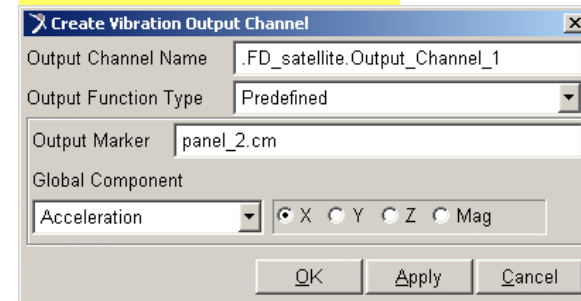 Create Vibration Output Channel
Output Channel Name .FD_satellite.Output_Channel_1
Output Function Type Predefined
Output Marker panel_2.cm
Global Component
Acceleration X Y Z Mag
OK Apply Cancel